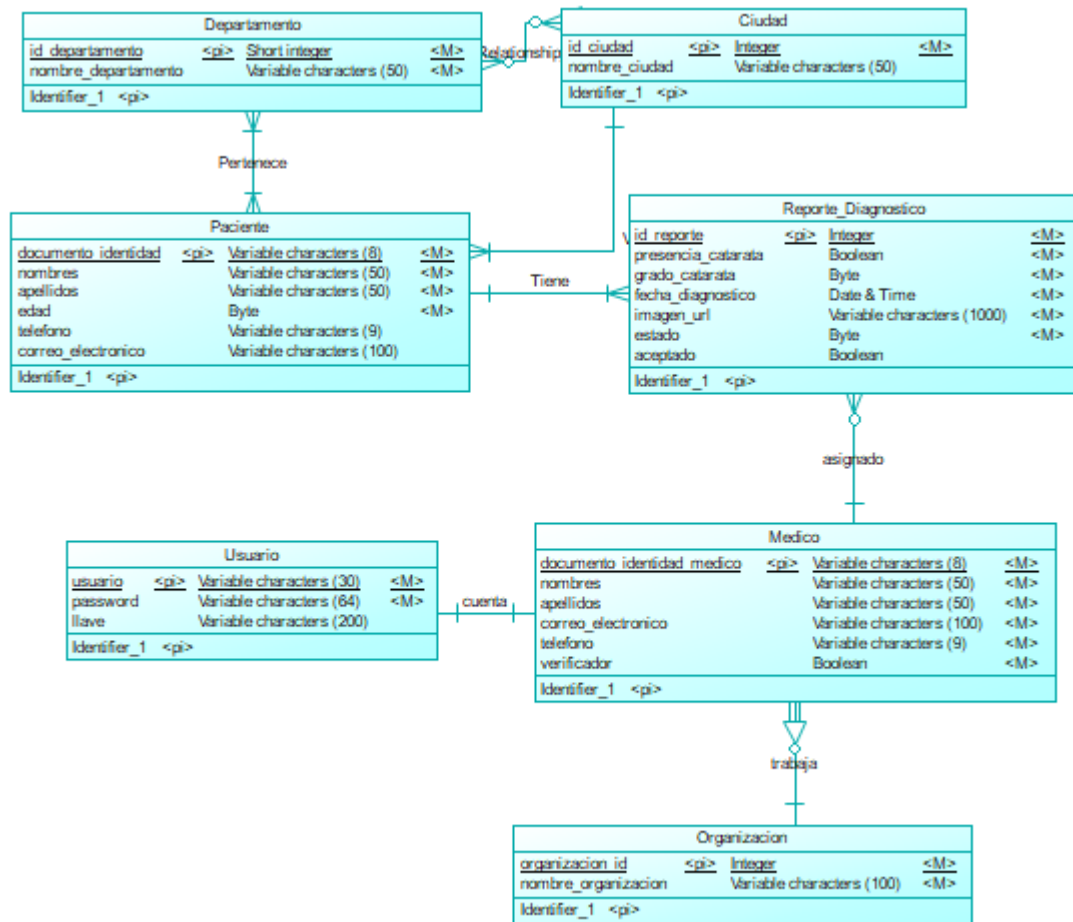 Departamento
id_departamento <pi> Short integer <M>
nombre_departamento Variable characters (50) <M>
Identifier_1 <pi>
Relationship
Ciudad
id_ciudad <pi> Integer <M>
nombre_ciudad Variable characters (50)
Identifier_1 <pi>
Pertenece
Paciente
documento_identidad <pi> Variable characters (8) <M>
nombres Variable characters (50) <M>
apellidos Variable characters (50) <M>
edad Byte <M>
telefono Variable characters (9)
correo_electronico Variable characters (100)
Identifier_1 <pi>
Tiene
Reporte_Diagnostico
id_reporte <pi> Integer <M>
presencia_catarata Boolean <M>
grado_catarata Byte <M>
fecha_diagnostico Date & Time <M>
imagen_url Variable characters (1000) <M>
estado Byte <M>
aceptado Boolean
Identifier_1 <pi>
asignado
Usuario
usuario <pi> Variable characters (30) <M>
password Variable characters (64) <M>
llave Variable characters (200)
Identifier_1 <pi>
cuenta
Medico
documento_identidad_medico <pi> Variable characters (8) <M>
nombres Variable characters (50) <M>
apellidos Variable characters (50) <M>
correo_electronico Variable characters (100) <M>
telefono Variable characters (9) <M>
verificador Boolean <M>
Identifier_1 <pi>
trabaja
Organizacion
organizacion_id <pi> Integer <M>
nombre_organizacion Variable characters (100) <M>
Identifier_1 <pi>